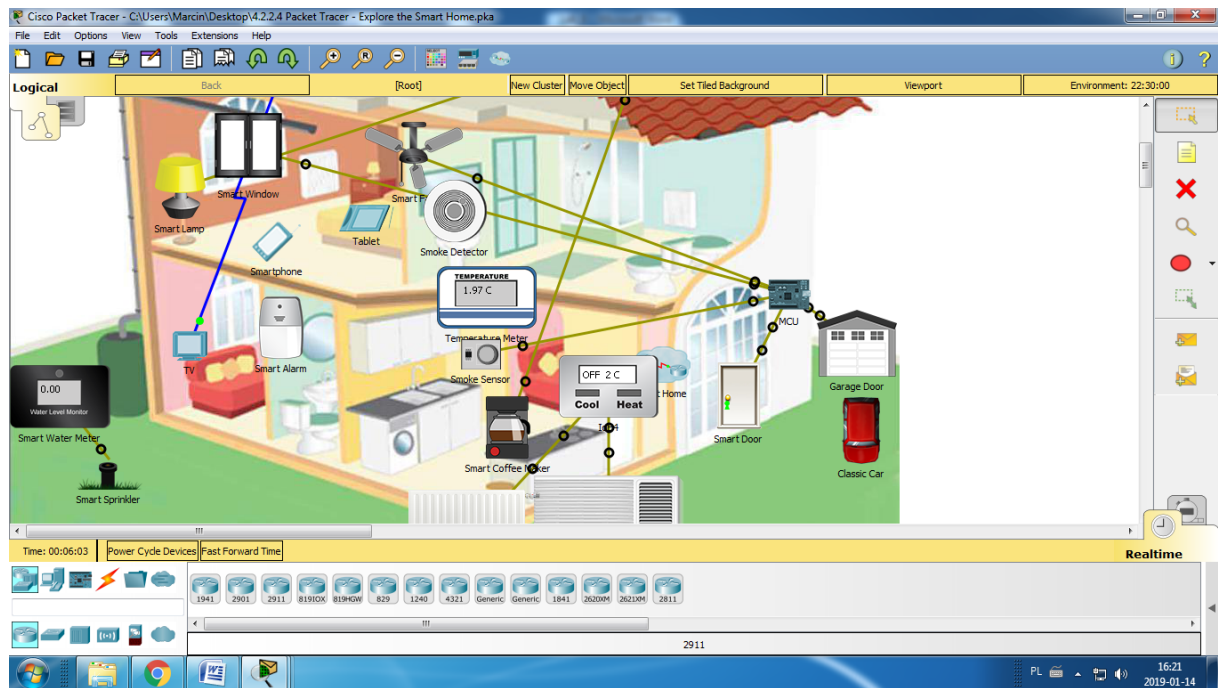 Cisco Packet Tracer - C:\Users\Marcin\Desktop\4.2.2.4 Packet Tracer - Explore the Smart Home.pka
File Edit Options View Tools Extensions Help
Logical Back [Root] New Cluster Move Object Set Tiled Background Viewport Environment: 22:30:00
Smart Window
Smart
Smart Lamp
Tablet
Smoke Detector
Smartphone
TEMPERATURE
1.97 C
MCU
Temperature Meter
TV
Smart Alarm
Smoke Sensor
OFF 2 C
Home
Garage Door
0.00
Cool Heat
Water Level Monitor
Smart Water Meter
Smart Door
Smart Coffee Maker
Classic Car
Smart Sprinkler
Time: 00:06:03 Power Cycle Devices Fast Forward Time Realtime
1941 2901 2911 819IOX 819HGW 829 1240 4321 Generic Generic 1841 2620XM 2621XM 2811
2911
PL 16:21
2019-01-14